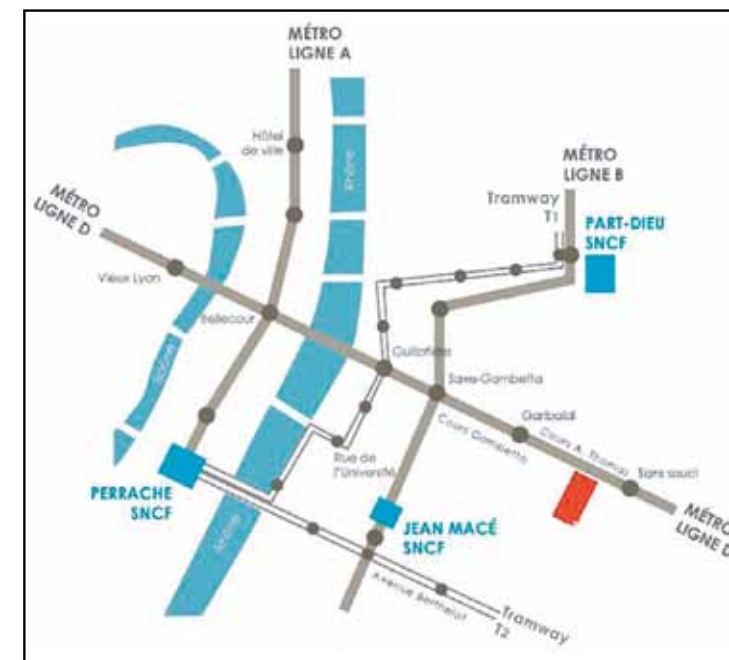 MÉTRO
LIGNE A
Hôtel
de ville
Rhône
MÉTRO
LIGNE B
Tramway
T1
PART-DIEU
SNCF
MÉTRO
LIGNE D
Vieux Lyon
Bellecour
Saône
Guillotière
Saxe-Gambetta
Garibaldi
Cours Gambetta
Cours A. Thomas
Sans souci
Rue de
l'Université
PERRACHE
SNCF
JEAN MACÉ
SNCF
MÉTRO
LIGNE D
Rhône
Avenue Berthelot
Tramway
T2